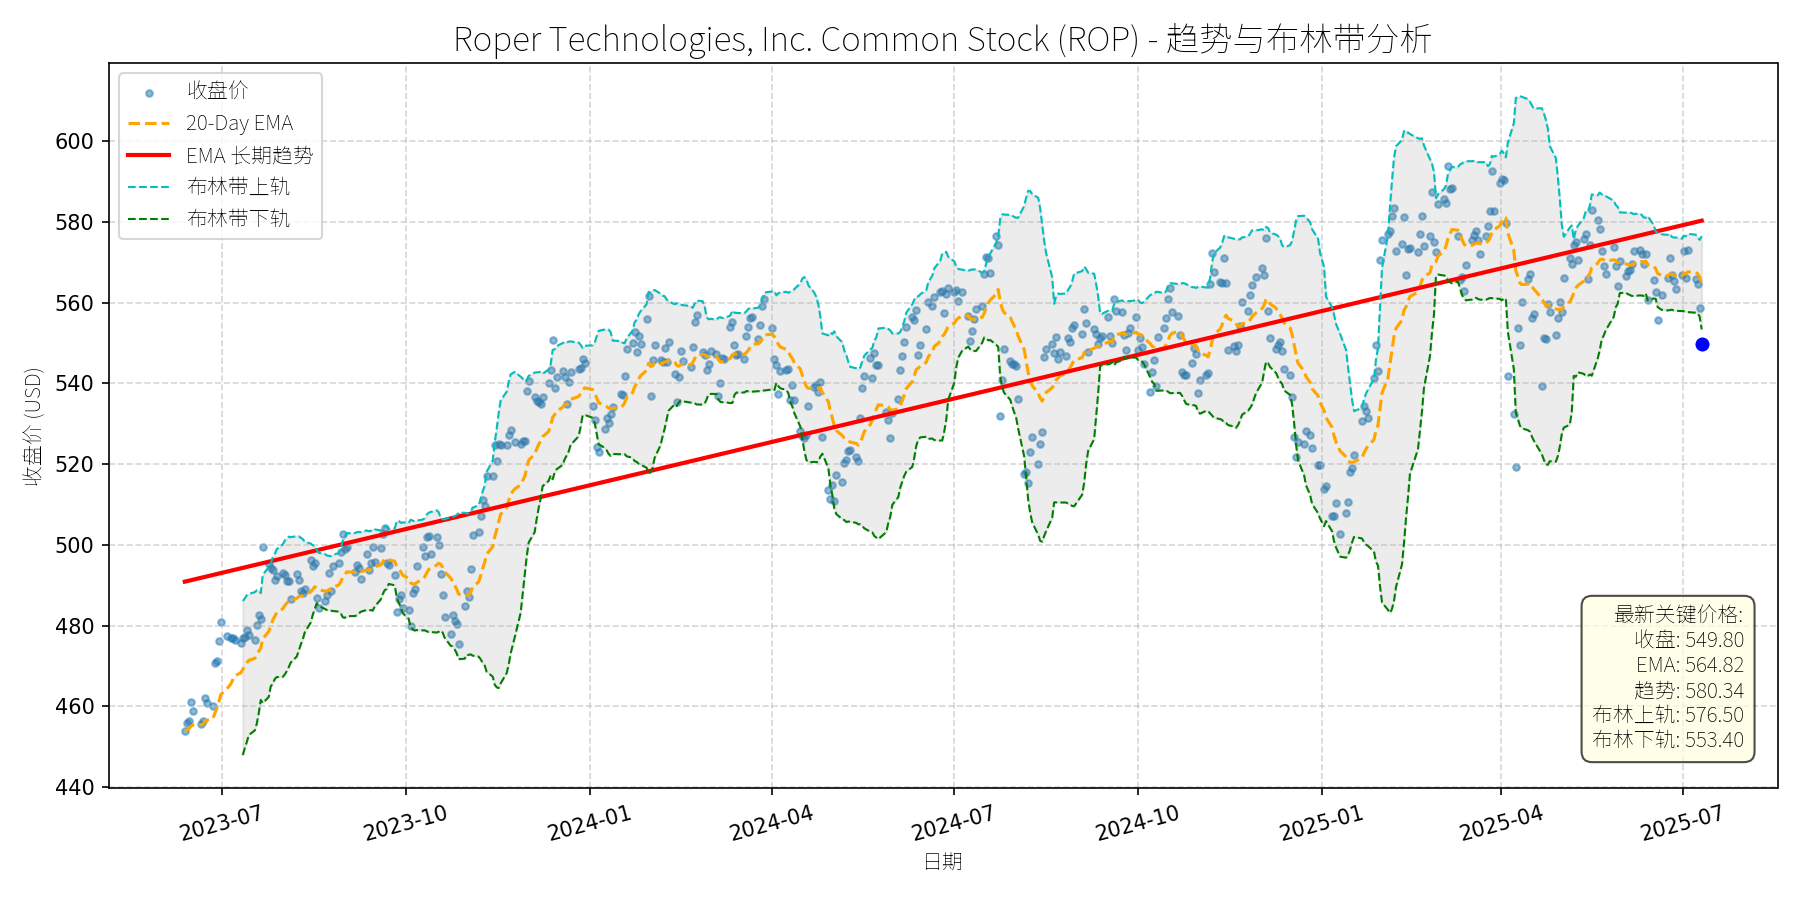 Roper Technologies, Inc. Common Stock (ROP) - 趋势与布林带分析
收盘价
20-Day EMA
EMA 长期趋势
布林带上轨
布林带下轨
收盘价 (USD)
600
580
560
540
520
500
480
460
440
最新关键价格:
收盘: 549.80
EMA: 564.82
趋势: 580.34
布林上轨: 576.50
布林下轨: 553.40
2023-07
2023-10
2024-01
2024-04
2024-07
2024-10
2025-01
2025-04
2025-07
日期